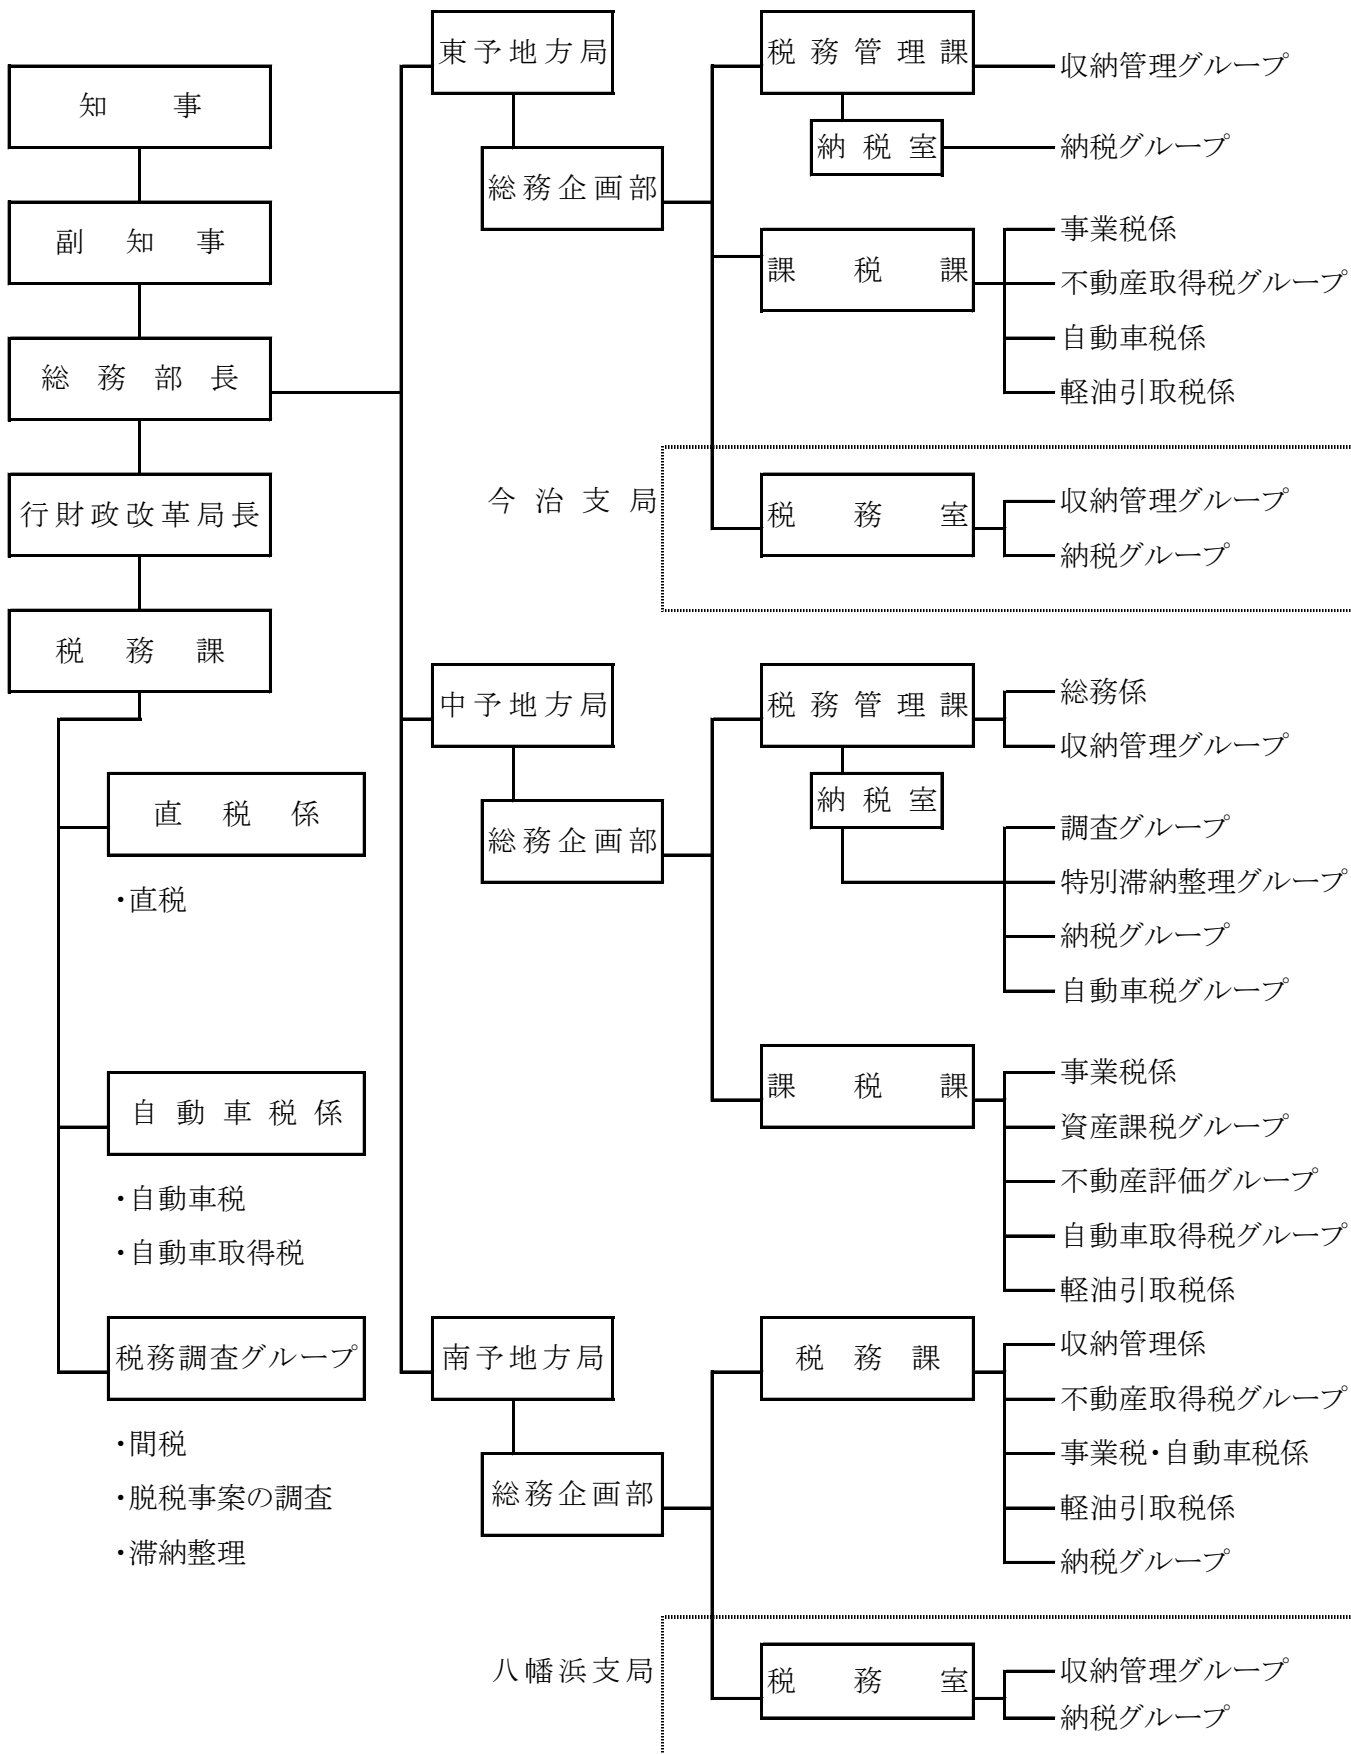 知事
副知事
総務部長
行財政改革局長
税務課
直税係
・直税
自動車税係
・自動車税
・自動車取得税
税務調査グループ
・間税
・脱税事案の調査
・滞納整理
東予地方局
総務企画部
税務管理課
収納管理グループ
納税室
納税グループ
課税課
事業税係
不動産取得税グループ
自動車税係
軽油引取税係
今治支局
税務室
収納管理グループ
納税グループ
中予地方局
総務企画部
税務管理課
総務係
収納管理グループ
納税室
調査グループ
特別滞納整理グループ
納税グループ
自動車税グループ
課税課
事業税係
資産課税グループ
不動産評価グループ
自動車取得税グループ
軽油引取税係
南予地方局
総務企画部
税務課
収納管理係
不動産取得税グループ
事業税・自動車税係
軽油引取税係
納税グループ
八幡浜支局
税務室
収納管理グループ
納税グループ